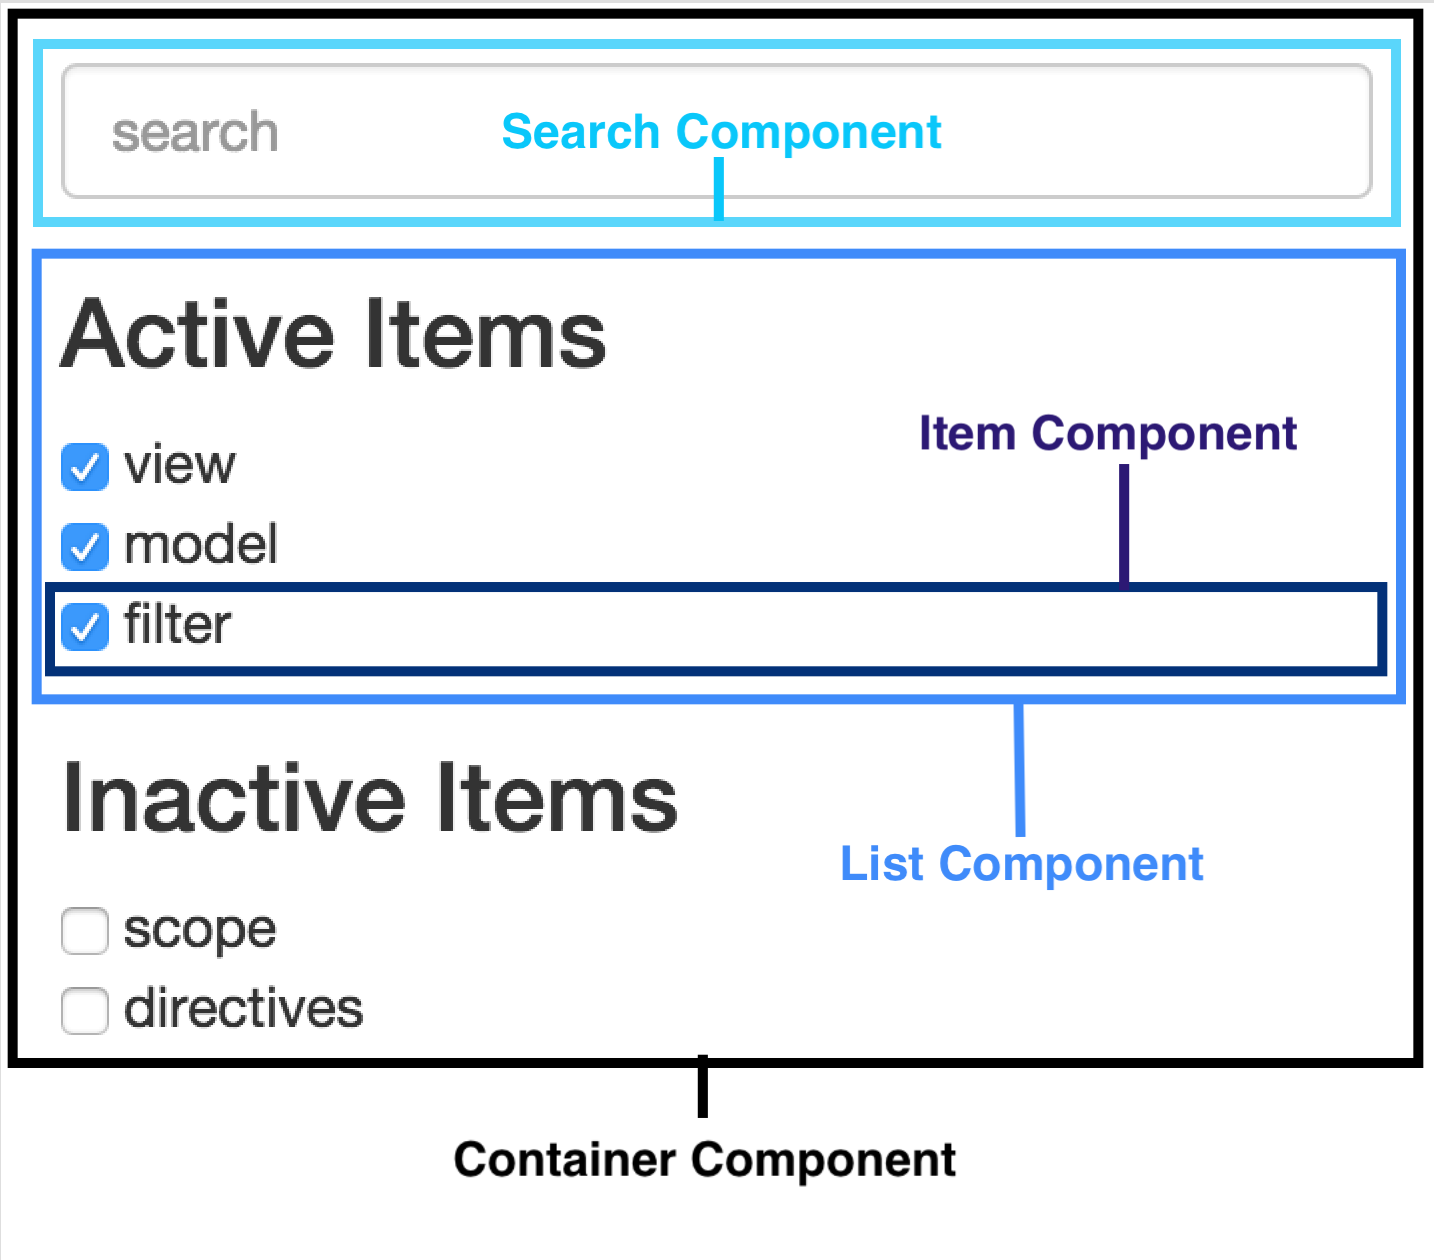 search
Search Component
Active Items
Item Component
view
model
filter
Inactive Items
List Component
scope
directives
Container Component